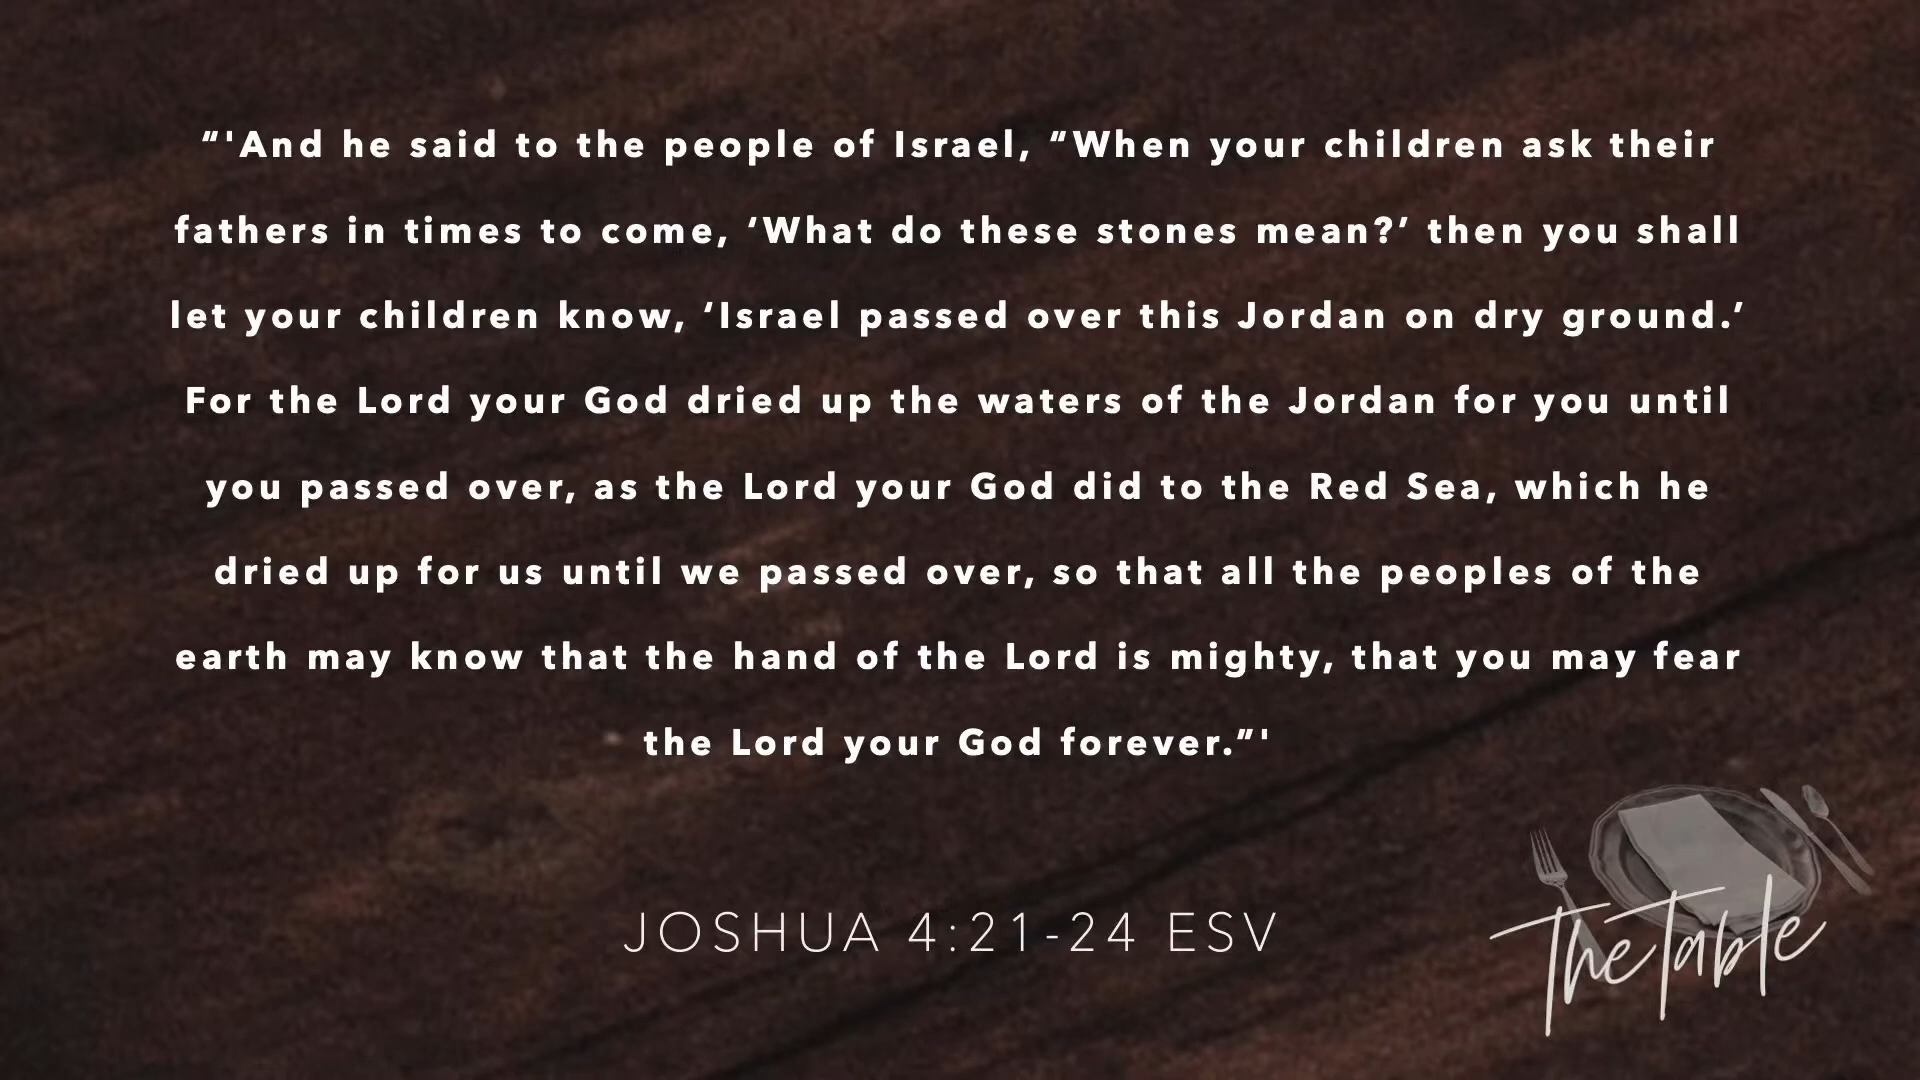 “'And he said to the people of Israel, “When your children ask their
fathers in times to come, ‘What do these stones mean?’ then you shall
let your children know, ‘Israel passed over this Jordan on dry ground.’
For the Lord your God dried up the waters of the Jordan for you until
you passed over, as the Lord your God did to the Red Sea, which he
dried up for us until we passed over, so that all the peoples of the
earth may know that the hand of the Lord is mighty, that you may fear
the Lord your God forever.”'
JOSHUA 4:21-24 ESV
The Table